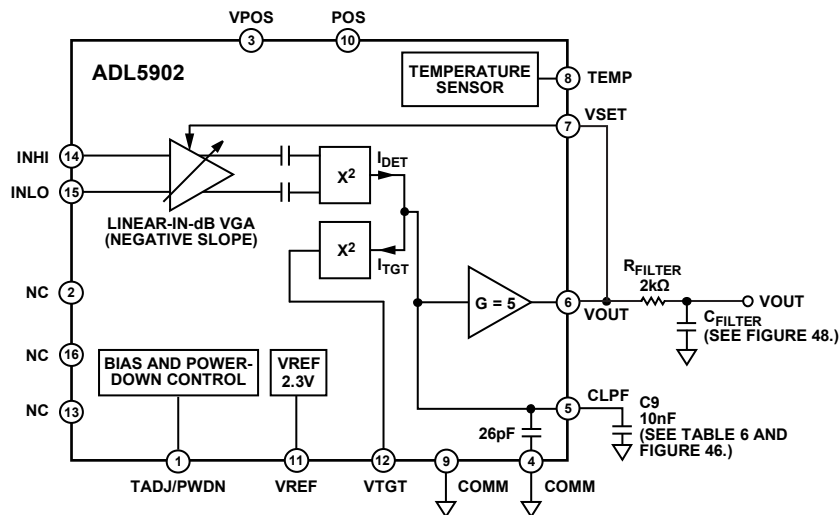 VPOS
POS
3
10
ADL5902
TEMPERATURE
SENSOR
8
TEMP
VSET
7
INHI
14
INLO
15
LINEAR-IN-dB VGA
(NEGATIVE SLOPE)
X2
IDET
X2
ITGT
G = 5
6
VOUT
RFILTER
2kΩ
VOUT
CFILTER
(SEE FIGURE 48.)
NC
2
NC
16
NC
13
BIAS AND POWER-
DOWN CONTROL
VREF
2.3V
26pF
5
CLPF
C9
10nF
(SEE TABLE 6 AND
FIGURE 46.)
1
11
12
9
4
TADJ/PWDN
VREF
VTGT
COMM
COMM